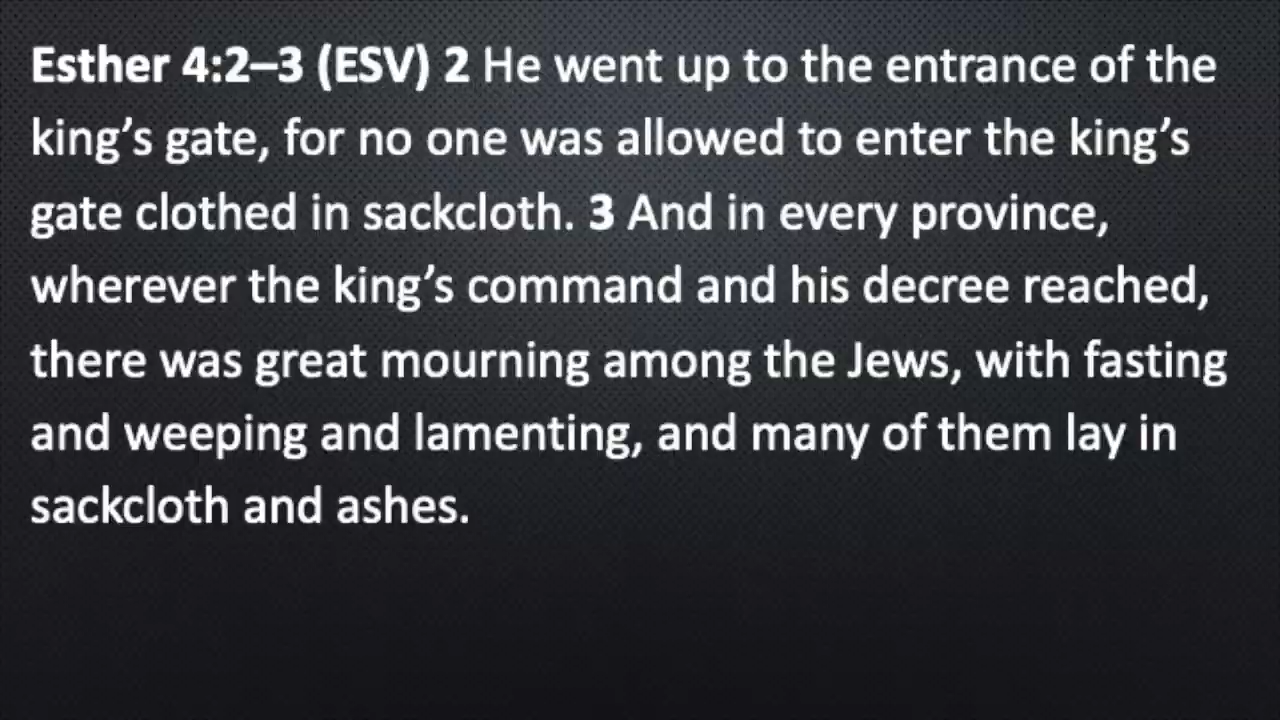 Esther 4:2–3 (ESV) 2 He went up to the entrance of the
king’s gate, for no one was allowed to enter the king’s
gate clothed in sackcloth. 3 And in every province,
wherever the king’s command and his decree reached,
there was great mourning among the Jews, with fasting
and weeping and lamenting, and many of them lay in
sackcloth and ashes.